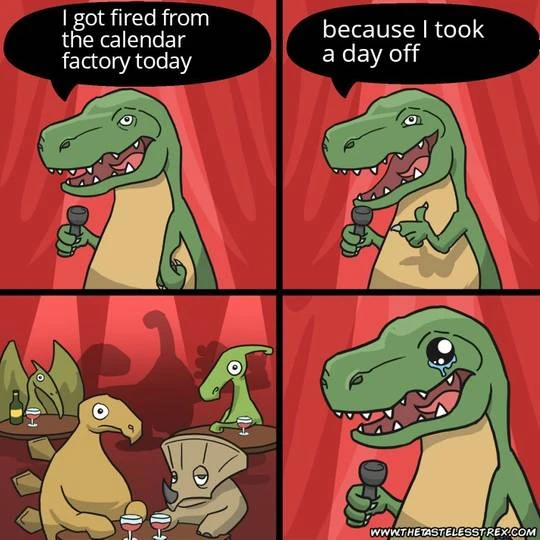 I got fired from
the calendar
factory today
because I took
a day off
WWW.THETASTELESSTREX.COM